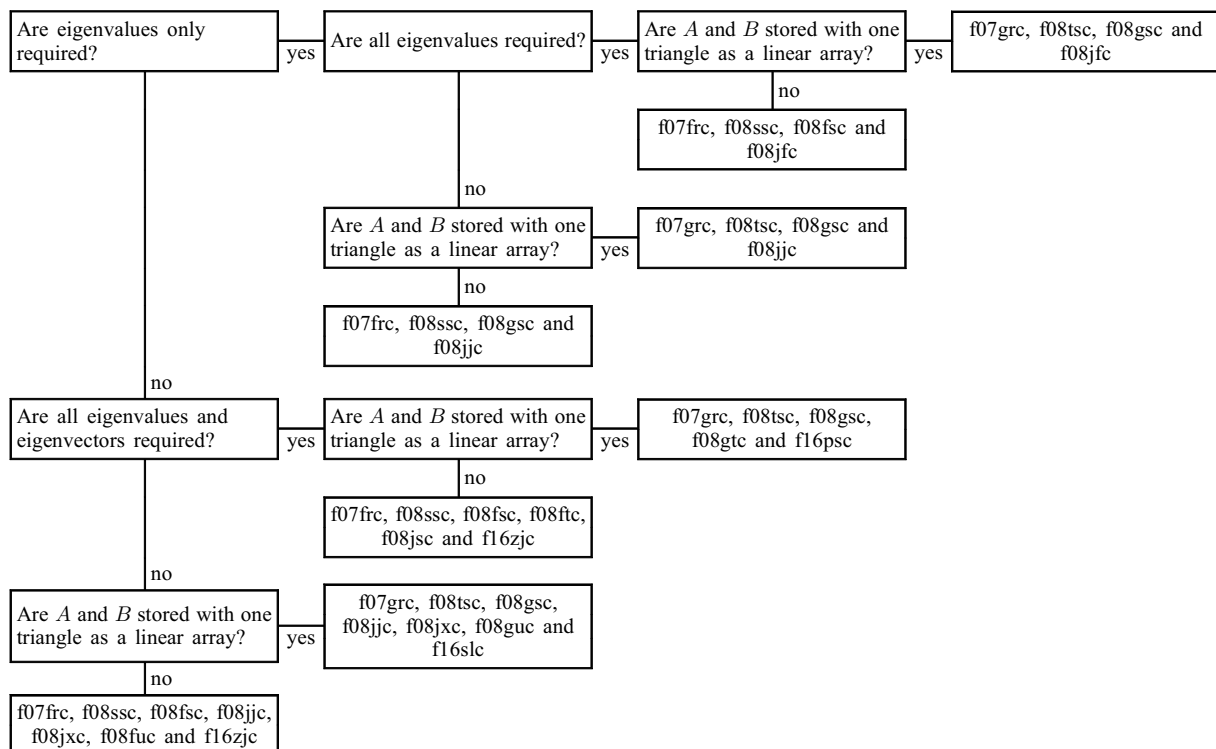 Are eigenvalues only
required?
yes
Are all eigenvalues required?
yes
Are A and B stored with one
triangle as a linear array?
yes
f07grc, f08tsc, f08gsc and
f08jfc
no
f07frc, f08ssc, f08fsc and
f08jfc
no
Are A and B stored with one
triangle as a linear array?
yes
f07grc, f08tsc, f08gsc and
f08jjc
no
f07frc, f08ssc, f08gsc and
f08jjc
no
Are all eigenvalues and
eigenvectors required?
yes
Are A and B stored with one
triangle as a linear array?
yes
f07grc, f08tsc, f08gsc,
f08gtc and f16psc
no
f07frc, f08ssc, f08fsc, f08ftc,
f08jsc and f16zjc
no
Are A and B stored with one
triangle as a linear array?
yes
f07grc, f08tsc, f08gsc,
f08jjc, f08jxc, f08guc and
f16slc
no
f07frc, f08ssc, f08fsc, f08jjc,
f08jxc, f08fuc and f16zjc